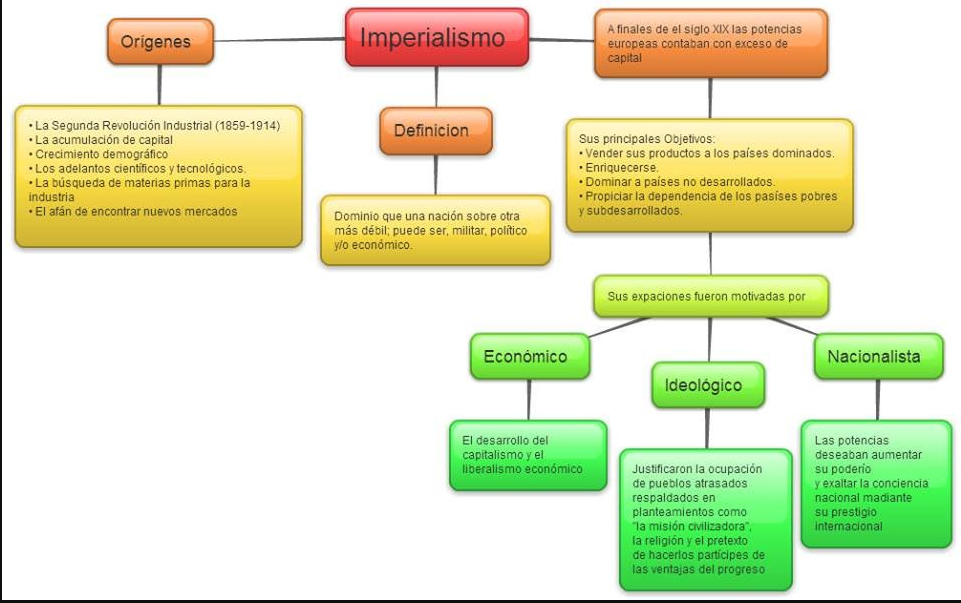 Imperialismo
Orígenes
• La Segunda Revolución Industrial (1859-1914)
• La acumulación de capital
• Crecimiento demográfico
• Los adelantos científicos y tecnológicos.
• La búsqueda de materias primas para la
industria
• El afán de encontrar nuevos mercados
Definicion
Dominio que una nación sobre otra
más débil; puede ser, militar, político
y/o económico.
A finales de el siglo XIX las potencias
europeas contaban con exceso de
capital
Sus principales Objetivos:
• Vender sus productos a los países dominados.
• Enriquecerse.
• Dominar a países no desarrollados.
• Propiciar la dependencia de los pasíses pobres
y subdesarrollados.
Sus expaciones fueron motivadas por
Económico
El desarrollo del
capitalismo y el
liberalismo económico
Ideológico
Justificaron la ocupación
de pueblos atrasados
respaldados en
planteamientos como
"la misión civilizadora",
la religión y el pretexto
de hacerlos partícipes de
las ventajas del progreso
Nacionalista
Las potencias
deseaban aumentar
su poderío
y exaltar la conciencia
nacional madiante
su prestigio
internacional